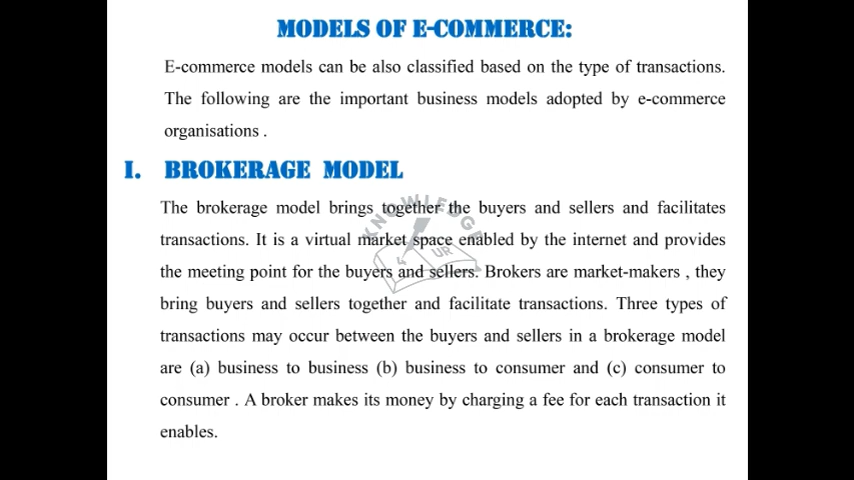 MODELS OF E-COMMERCE:
E-commerce models can be also classified based on the type of transactions.
The following are the important business models adopted by e-commerce
organisations .
I. BROKERAGE MODEL
The brokerage model brings together the buyers and sellers and facilitates
transactions. It is a virtual market space enabled by the internet and provides
the meeting point for the buyers and sellers. Brokers are market-makers , they
bring buyers and sellers together and facilitate transactions. Three types of
transactions may occur between the buyers and sellers in a brokerage model
are (a) business to business (b) business to consumer and (c) consumer to
consumer . A broker makes its money by charging a fee for each transaction it
enables.
KNOWLEDGE
4 UR